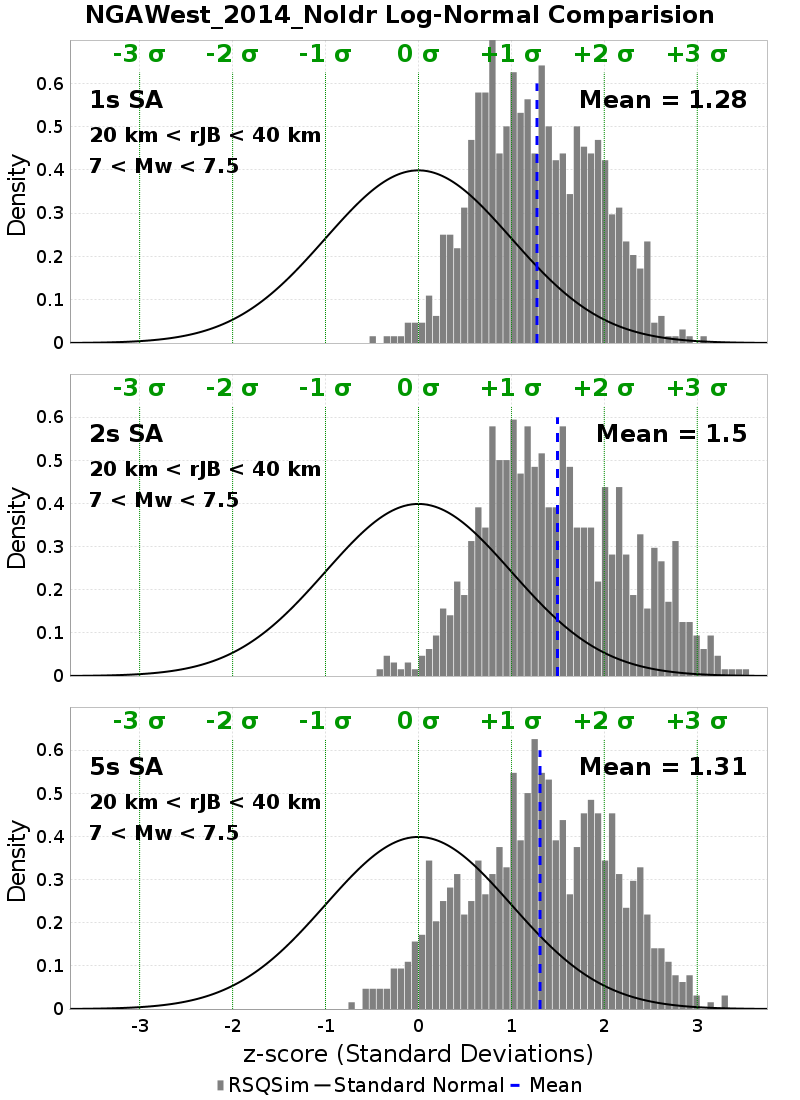 NGAWest_2014_NoIdr Log-Normal Comparision
-3 σ -2 σ -1 σ 0 σ +1 σ +2 σ +3 σ
1s SA Mean = 1.28
20 km < rJB < 40 km
7 < Mw < 7.5
Density
0.6
0.5
0.4
0.3
0.2
0.1
0
-3 σ -2 σ -1 σ 0 σ +1 σ +2 σ +3 σ
2s SA Mean = 1.5
20 km < rJB < 40 km
7 < Mw < 7.5
Density
0.6
0.5
0.4
0.3
0.2
0.1
0
-3 σ -2 σ -1 σ 0 σ +1 σ +2 σ +3 σ
5s SA Mean = 1.31
20 km < rJB < 40 km
7 < Mw < 7.5
Density
0.6
0.5
0.4
0.3
0.2
0.1
0
-3 -2 -1 0 1 2 3
z-score (Standard Deviations)
RSQSim Standard Normal Mean